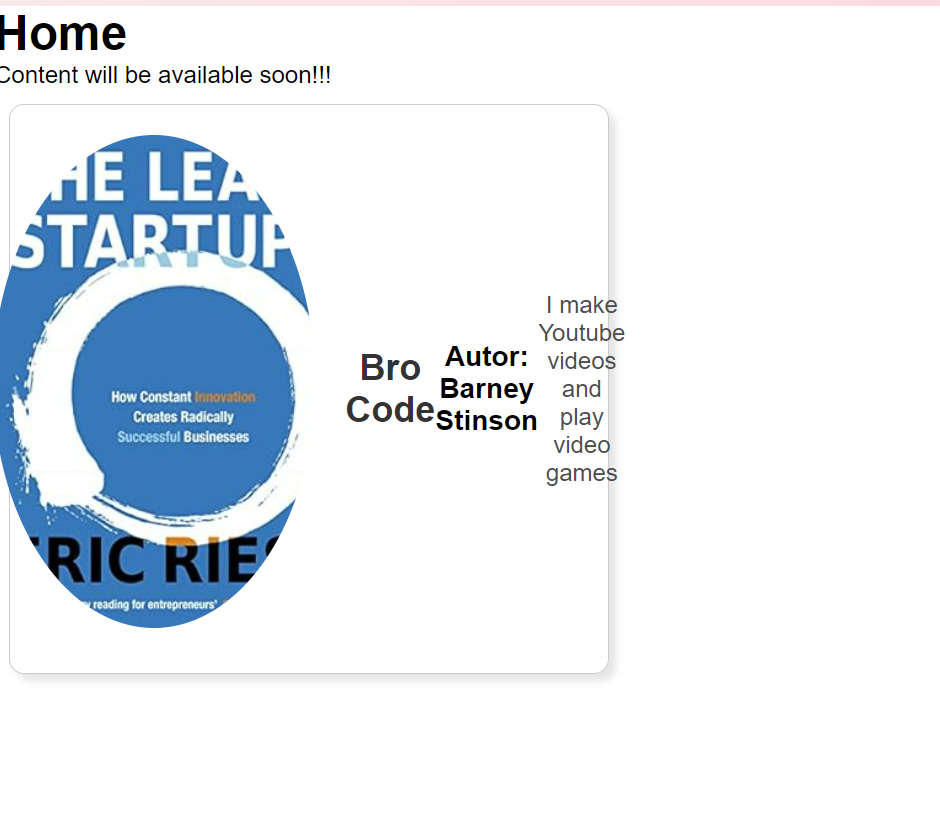 Home
Content will be available soon!!!
HE LEA
STARTUP
How Constant Innovation
Creates Radically
Successful Businesses
ERIC RIES
reading for entrepreneurs'
Bro
Code
Autor:
Barney
Stinson
I make
Youtube
videos
and
play
video
games